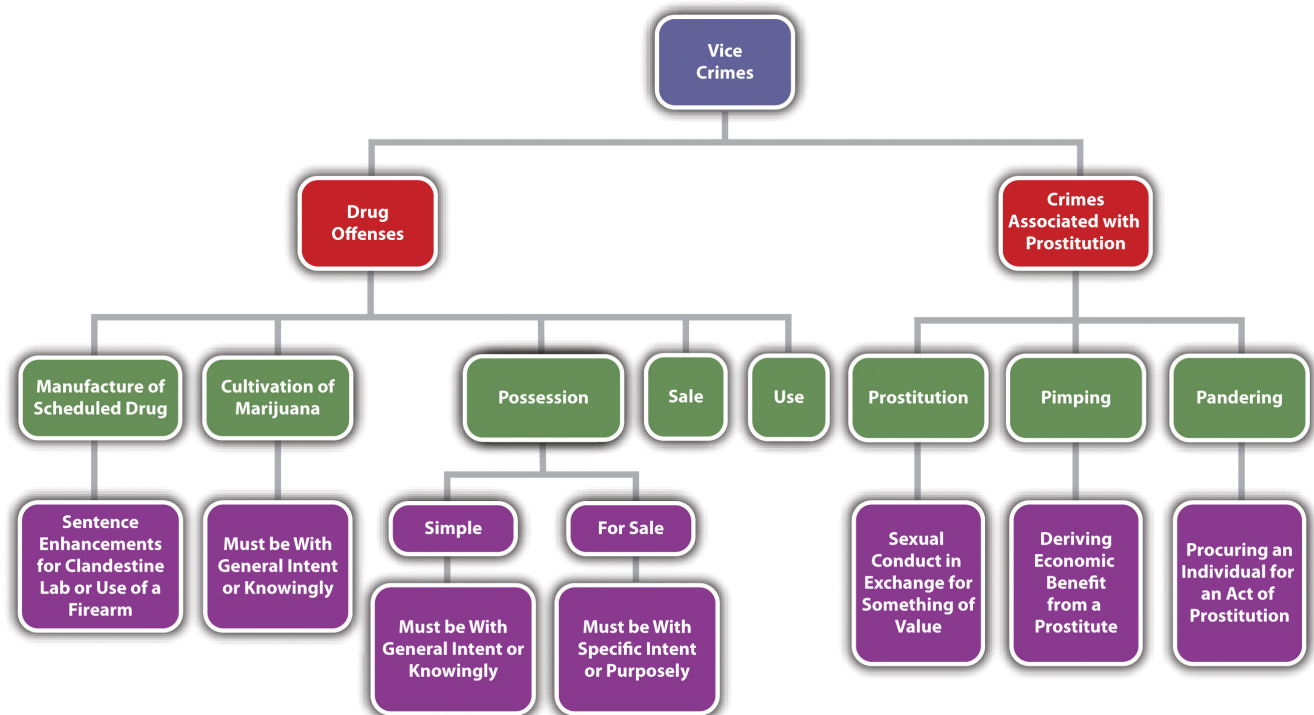 Vice
Crimes
Drug
Offenses
Crimes
Associated with
Prostitution
Manufacture of
Scheduled Drug
Cultivation of
Marijuana
Possession
Sale
Use
Prostitution
Pimping
Pandering
Sentence
Enhancements
for Clandestine
Lab or Use of a
Firearm
Must be With
General Intent
or Knowingly
Simple
For Sale
Must be With
General Intent or
Knowingly
Must be With
Specific Intent
or Purposely
Sexual
Conduct in
Exchange for
Something of
Value
Deriving
Economic
Benefit
from a
Prostitute
Procuring an
Individual for
an Act of
Prostitution